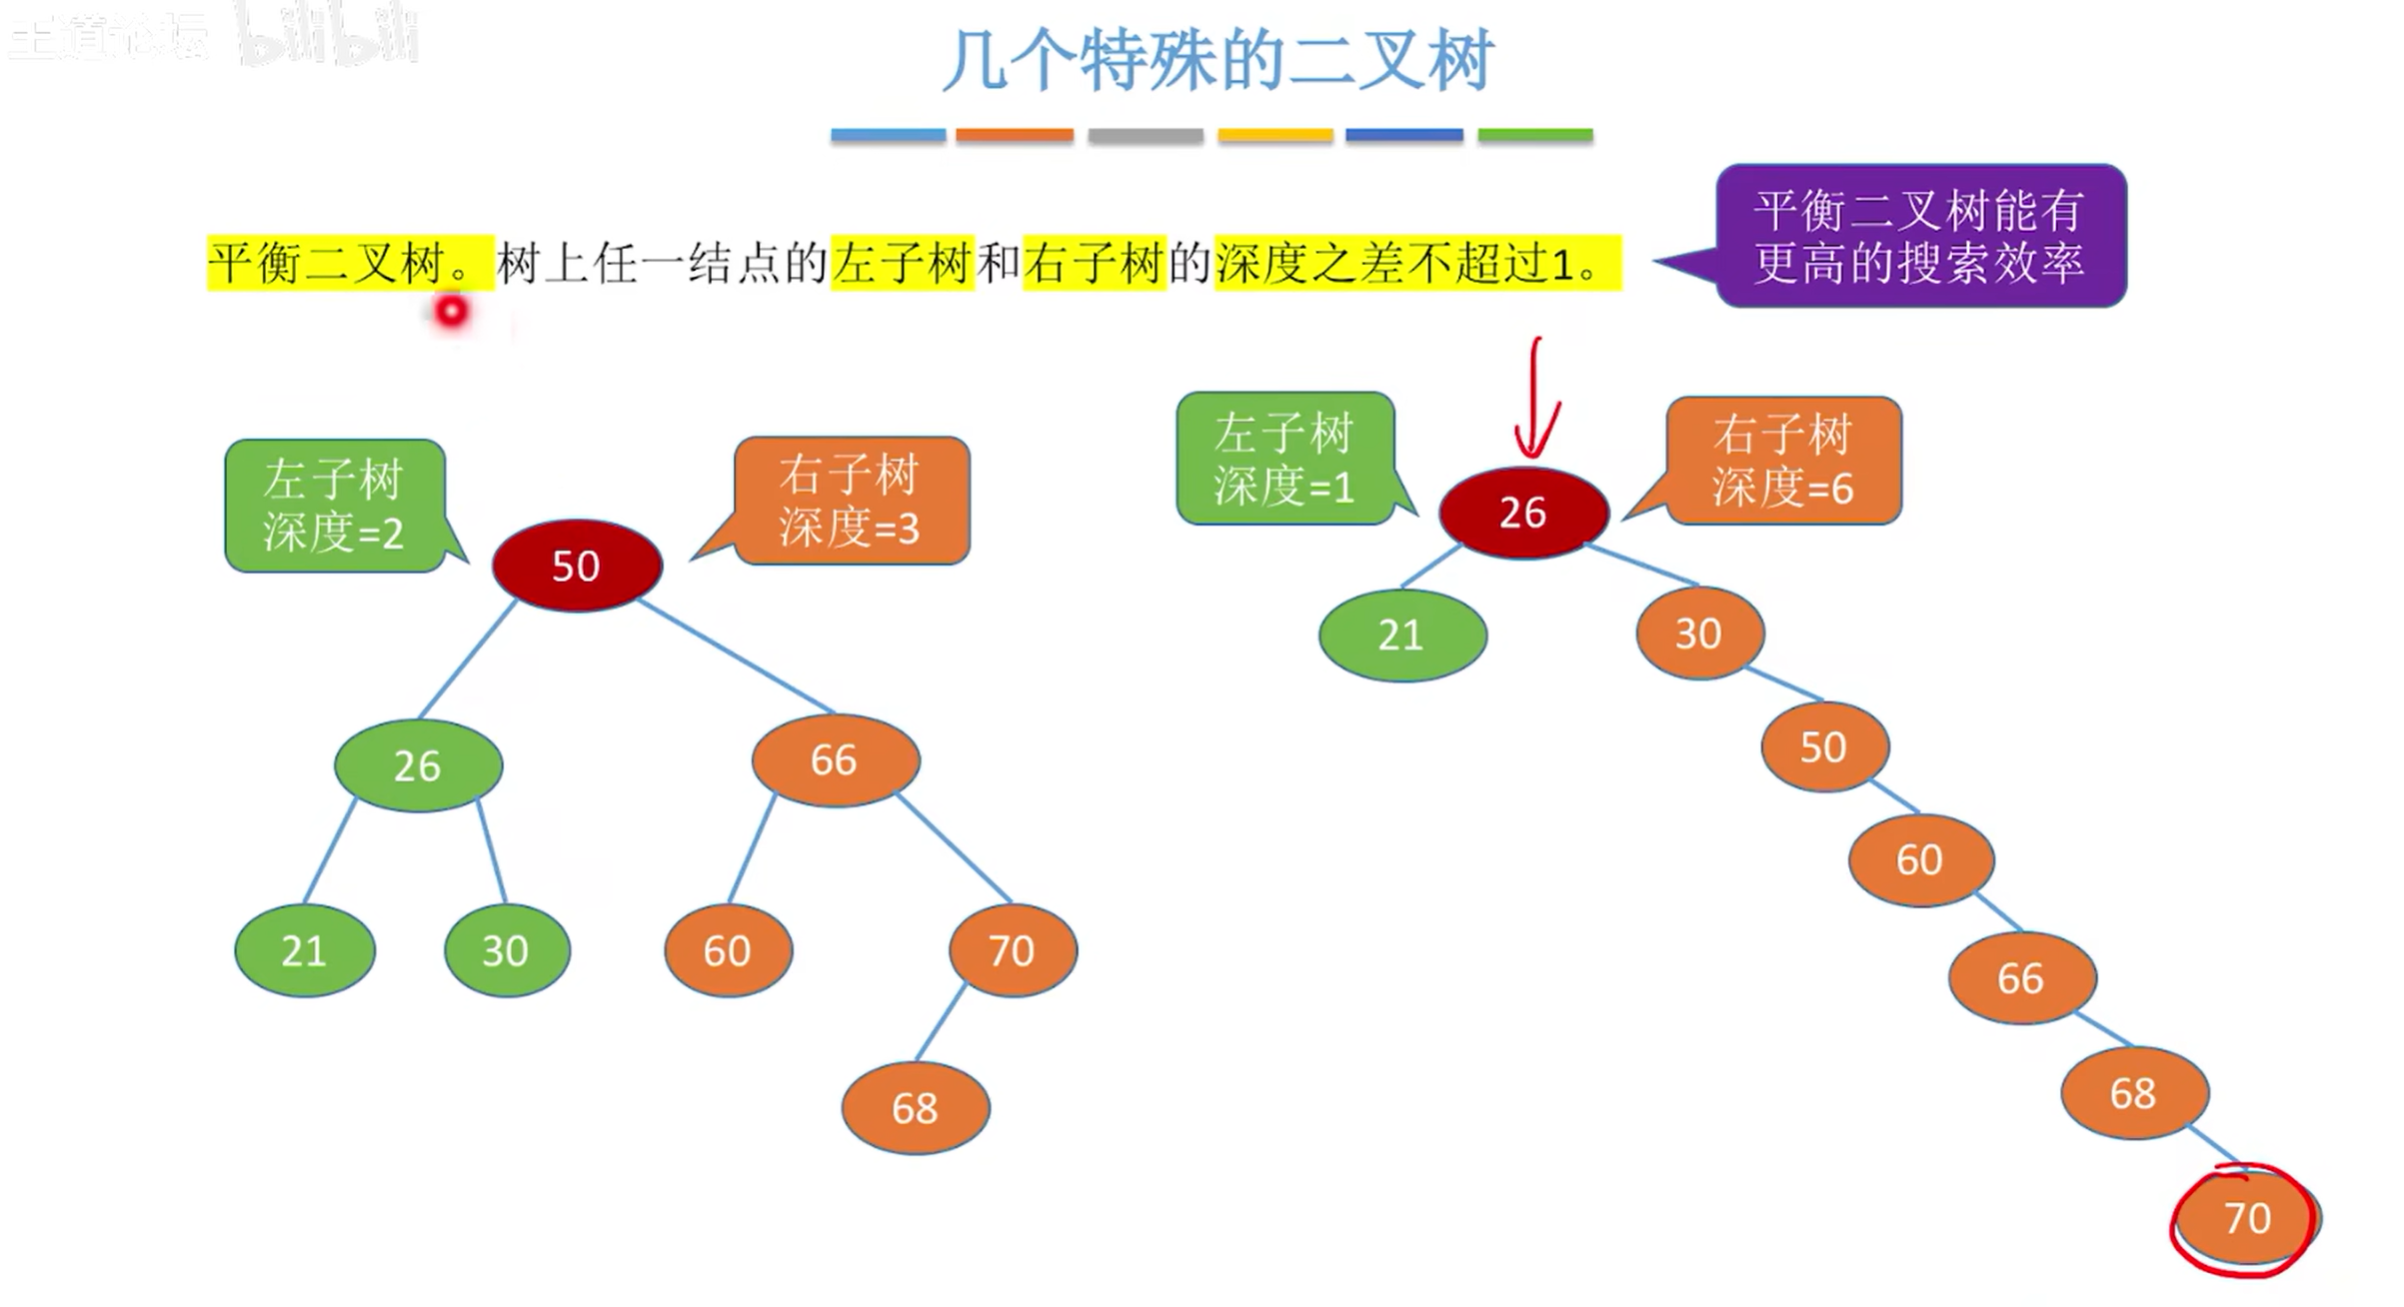 王道论坛 bilibili
几个特殊的二叉树
平衡二叉树能有
更高的搜索效率
平衡二叉树。树上任一结点的左子树和右子树的深度之差不超过1。
左子树
深度=2
右子树
深度=3
50
26
66
21
30
60
70
68
左子树
深度=1
右子树
深度=6
26
21
30
50
60
66
68
70